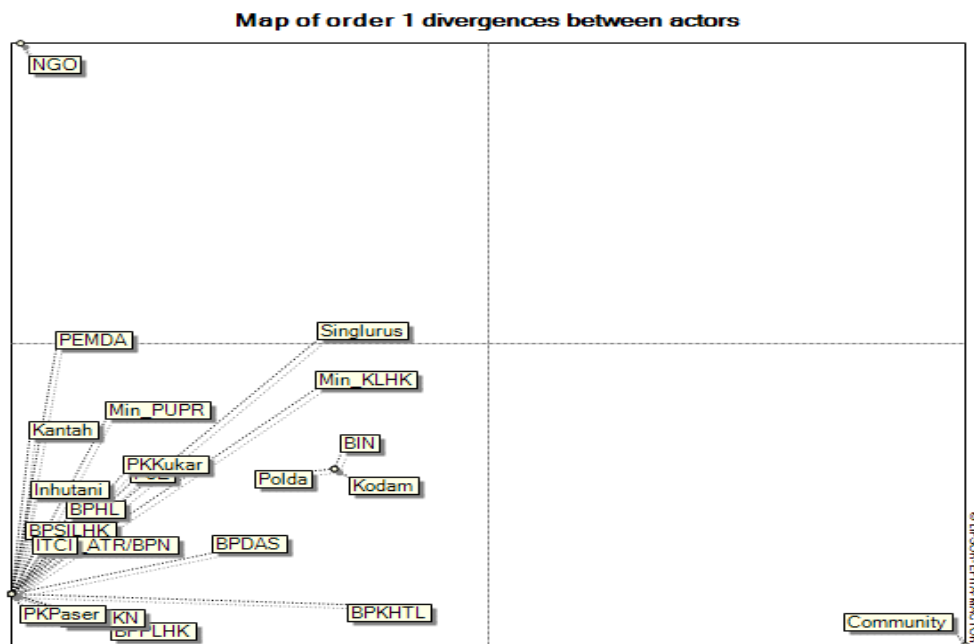 Map of order 1 divergences between actors
NGO
Singlurus
PEMDA
Min_KLHK
Min_PUPR
Kantah
BIN
PKKukar
Polda
Kodam
Inhutani
BPHL
BPSILHK
ITCI
_ATR/BPN
BPDAS
PKPaser
KN
BPKHTL
Community